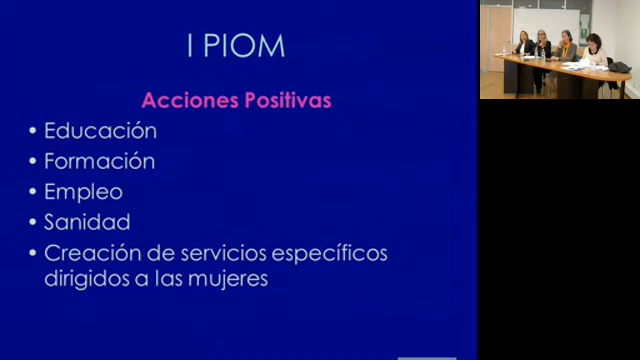 I PIOM
Acciones Positivas
• Educación
• Formación
• Empleo
• Sanidad
• Creación de servicios específicos
dirigidos a las mujeres